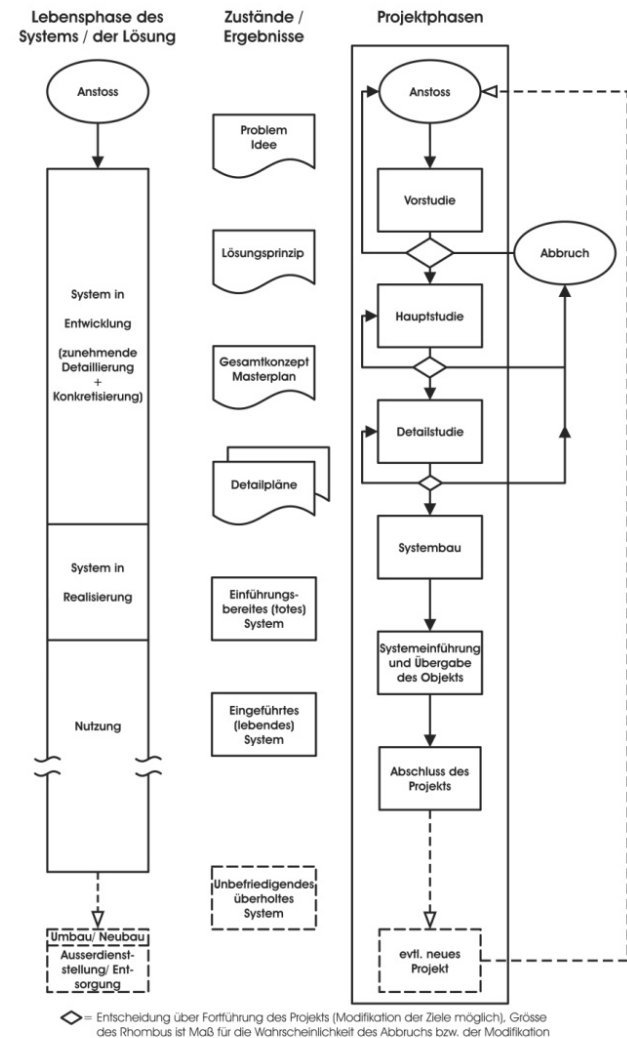 Lebensphase des
Systems / der Lösung
Zustände /
Ergebnisse
Projektphasen
Anstoss
Problem
Idee
Anstoss
Vorstudie
Lösungsprinzip
Abbruch
System in
Entwicklung
(zunehmende
Detaillierung
+
Konkretisierung)
Hauptstudie
Gesamtkonzept
Masterplan
Detailstudie
Detailpläne
Systembau
System in
Realisierung
Einführungs-
bereites (totes)
System
Systemeinführung
und Übergabe
des Objekts
Nutzung
Eingeführtes
(lebendes)
System
Abschluss des
Projekts
Unbefriedigendes
überholtes
System
Umbau/ Neubau
Ausserdienst-
stellung/ Ent-
sorgung
evtl. neues
Projekt
= Entscheidung über Fortführung des Projekts (Modifikation der Ziele möglich), Grösse
des Rhombus ist Maß für die Wahrscheinlichkeit des Abbruchs bzw. der Modifikation